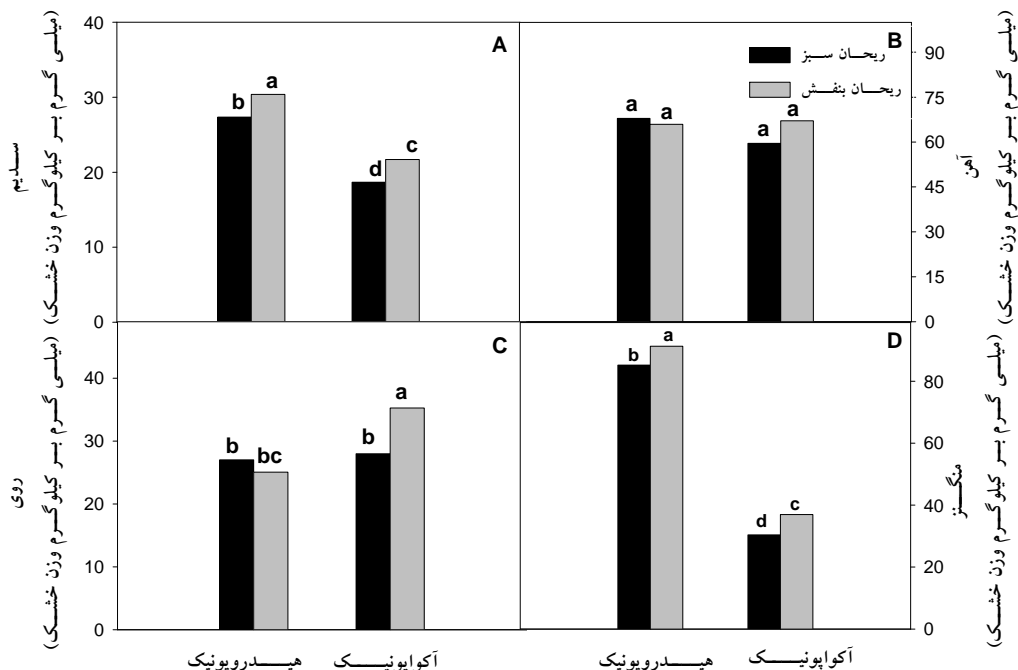 40
30
20
10
0
A
b
a
d
c
سدیم
(میلی گرم بر کیلوگرم وزن خشک)
B
ریحان سبز
ریحان بنفش
a
a
a
a
90
75
60
45
30
15
0
آهن
(میلی گرم بر کیلوگرم وزن خشک)
40
30
20
10
0
C
b
bc
b
a
روی
(میلی گرم بر کیلوگرم وزن خشک)
هیدروپونیک
آکواپونیک
D
b
a
d
c
80
60
40
20
0
منگنز
(میلی گرم بر کیلوگرم وزن خشک)
هیدروپونیک
آکواپونیک